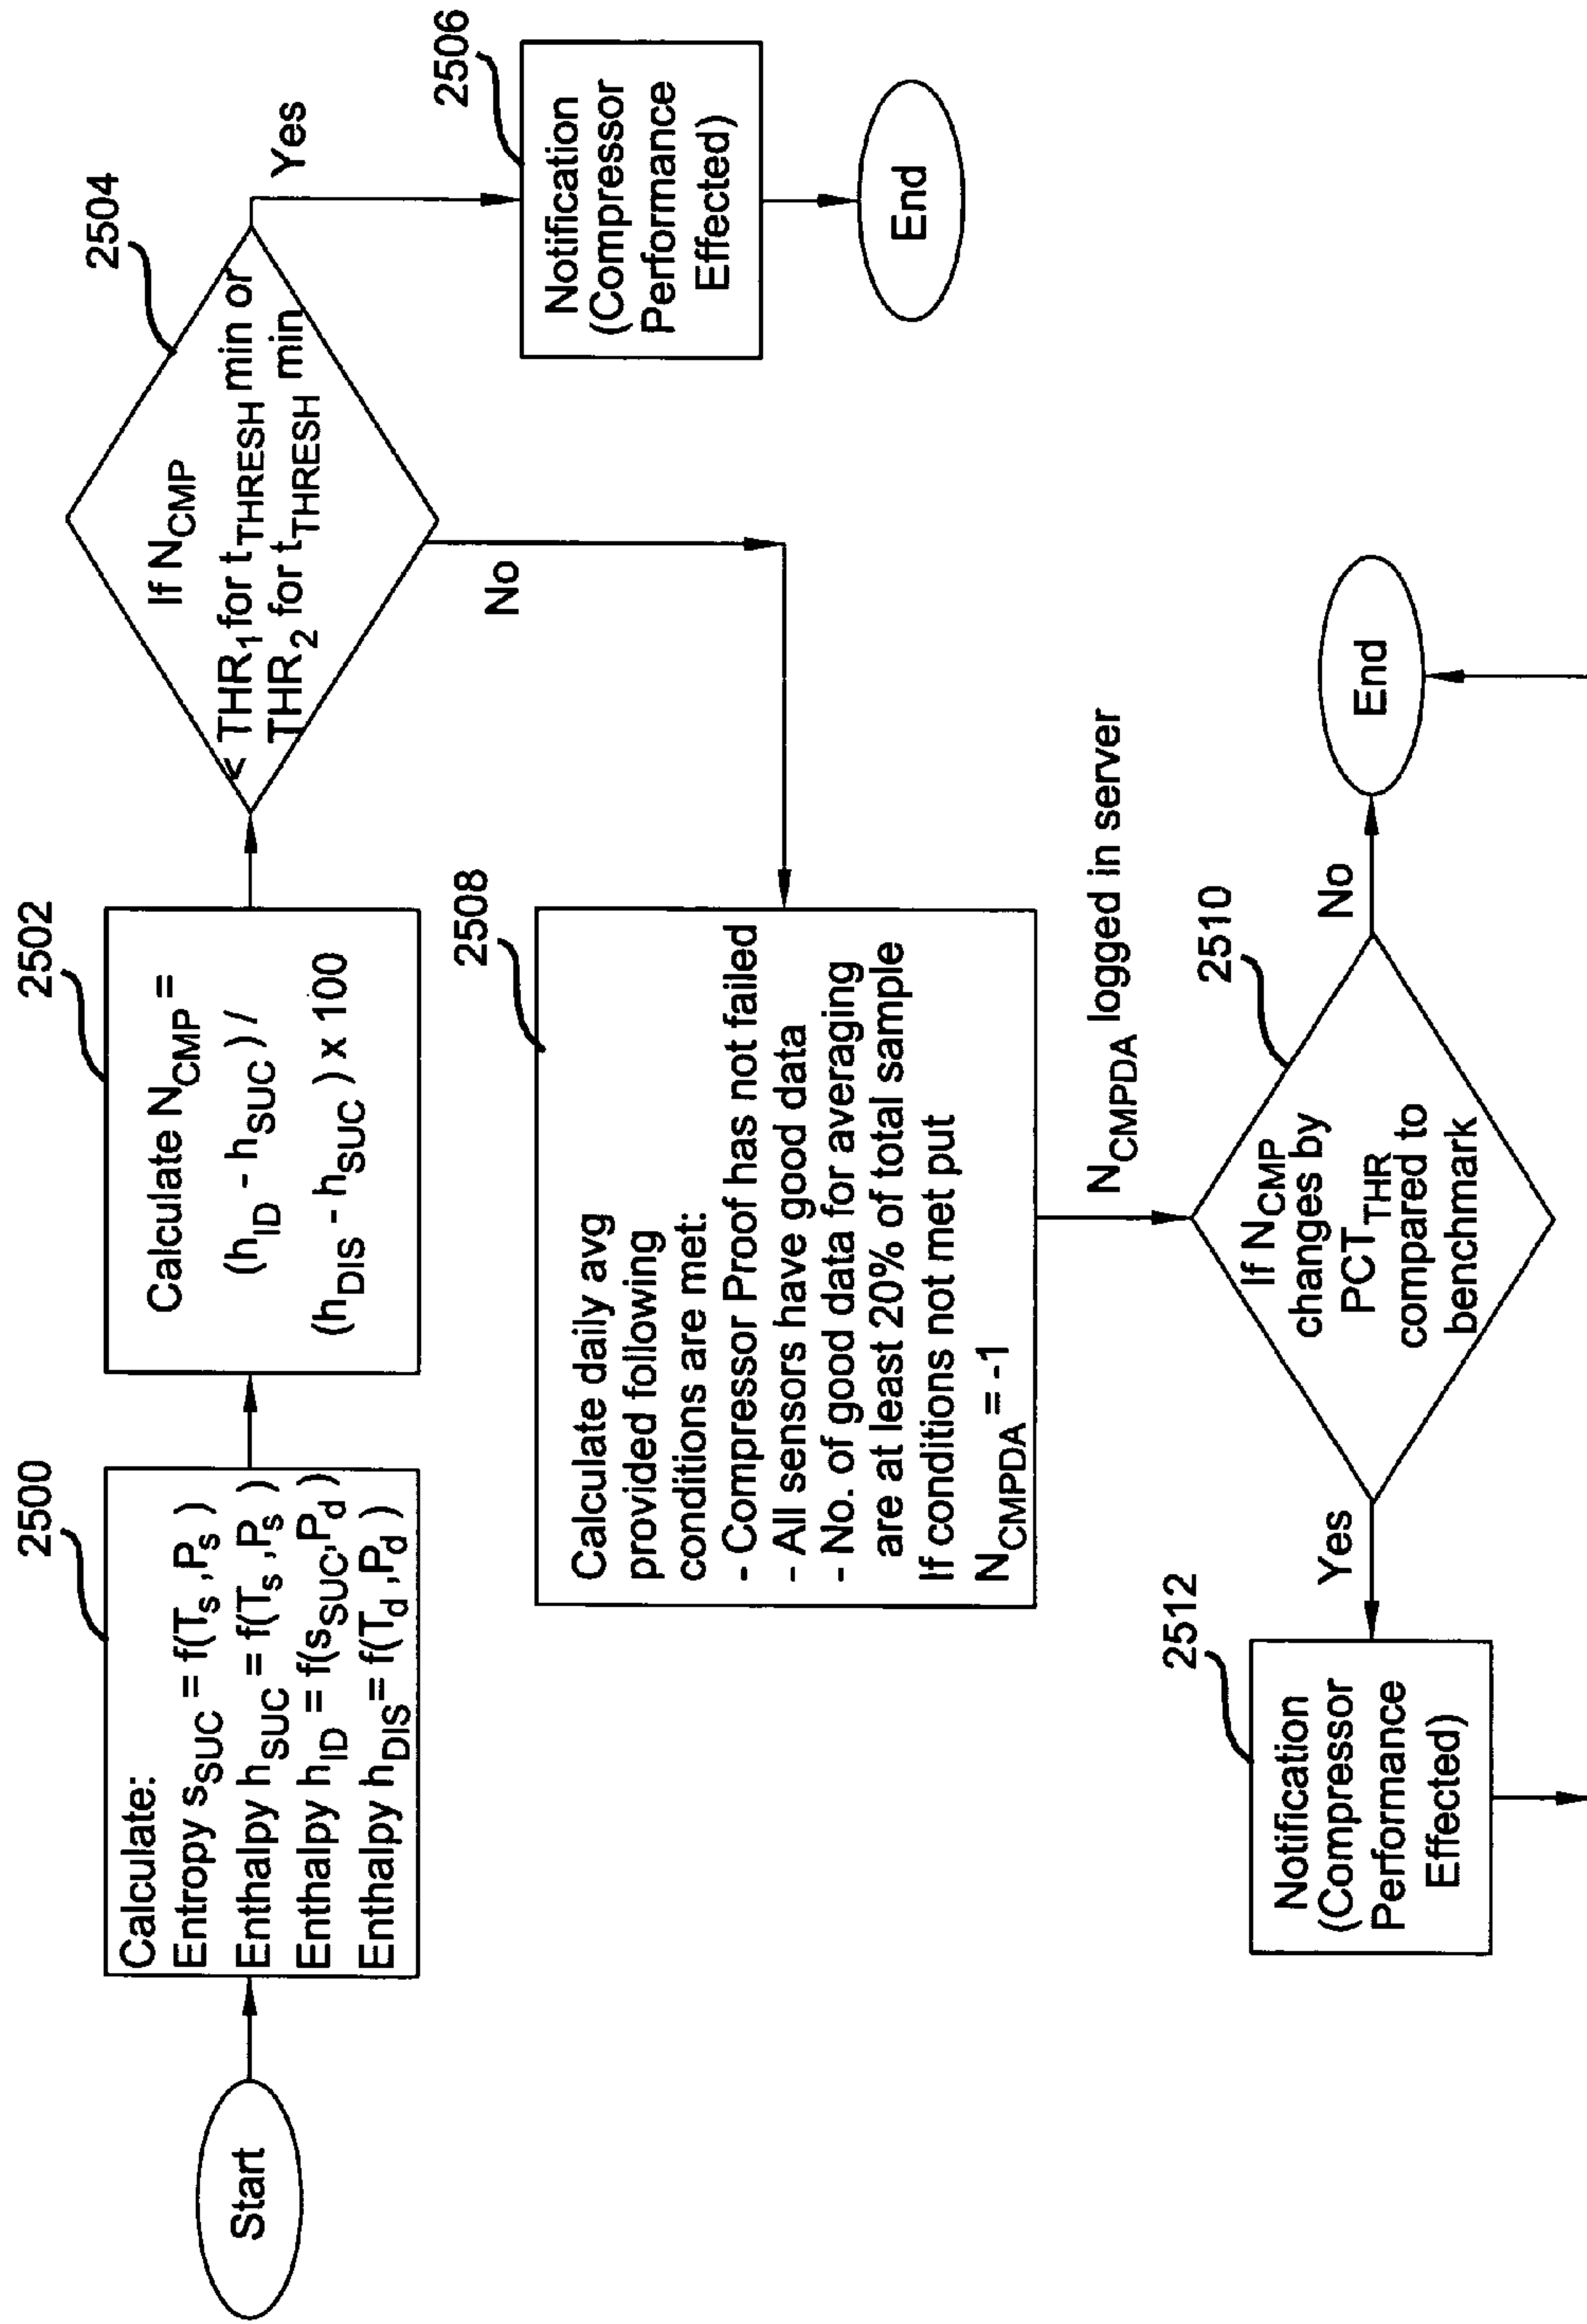 Start
2500
Calculate:
Entropy s_SUC = f(T_s ,P_s )
Enthalpy h_SUC = f(T_s ,P_s )
Enthalpy h_ID = f(s_SUC,P_d )
Enthalpy h_DIS = f(T_d ,P_d )
2502
Calculate N_CMP =
(h_ID - h_SUC) /
(h_DIS - h_SUC ) x 100
2504
If N_CMP
< THR_1 for t_THRESH min or
THR_2 for t_THRESH min
Yes
2506
Notification
(Compressor
Performance
Effected)
End
No
2508
Calculate daily avg
provided following
conditions are met:
- Compressor Proof has not failed
- All sensors have good data
- No. of good data for averaging
are at least 20% of total sample
If conditions not met put
N_CMPDA = -1
N_CMPDA logged in server
2510
If N_CMP
changes by
PCT_THR
compared to
benchmark
No
End
Yes
2512
Notification
(Compressor
Performance
Effected)